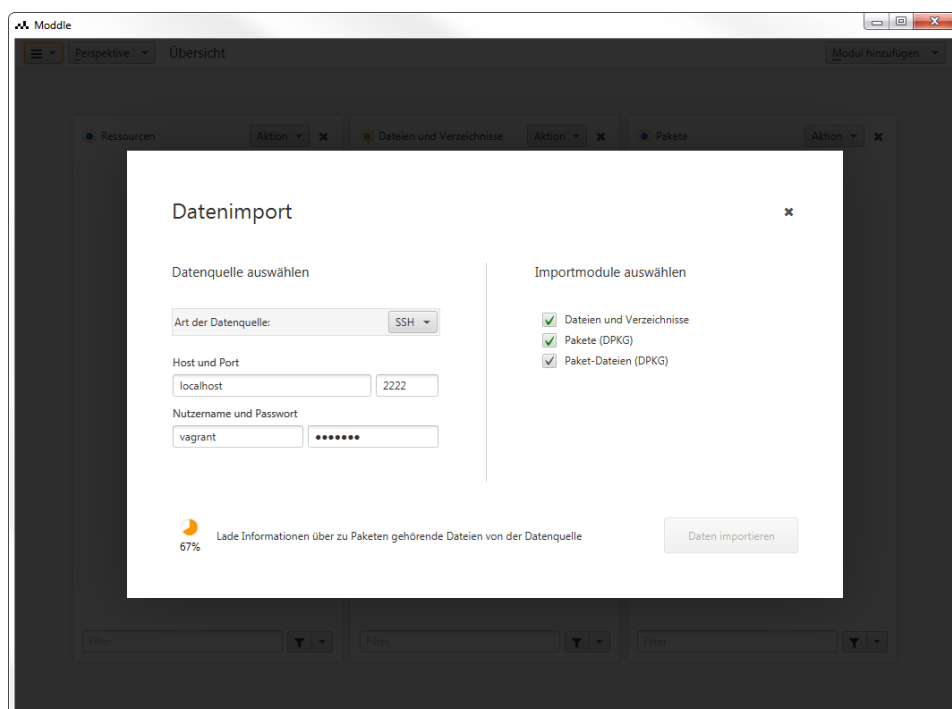 Moddle
Perspektive Übersicht Modul hinzufügen
Ressourcen Aktion Dateien und Verzeichnisse Aktion Pakete Aktion
Datenimport
Datenquelle auswählen
Art der Datenquelle: SSH
Host und Port
localhost 2222
Nutzername und Passwort
vagrant •••••••
Importmodule auswählen
Dateien und Verzeichnisse
Pakete (DPKG)
Paket-Dateien (DPKG)
67% Lade Informationen über zu Paketen gehörende Dateien von der Datenquelle
Daten importieren
Filter Filter Filter